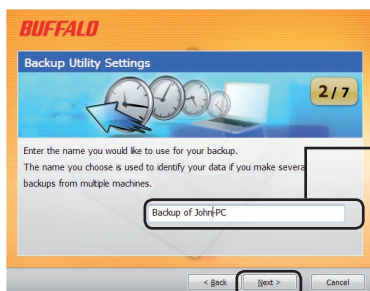 BUFFALO
Backup Utility Settings
2 / 7
Enter the name you would like to use for your backup.
The name you choose is used to identify your data if you make severa
backups from multiple machines.
Backup of John-PC
< Back Next > Cancel